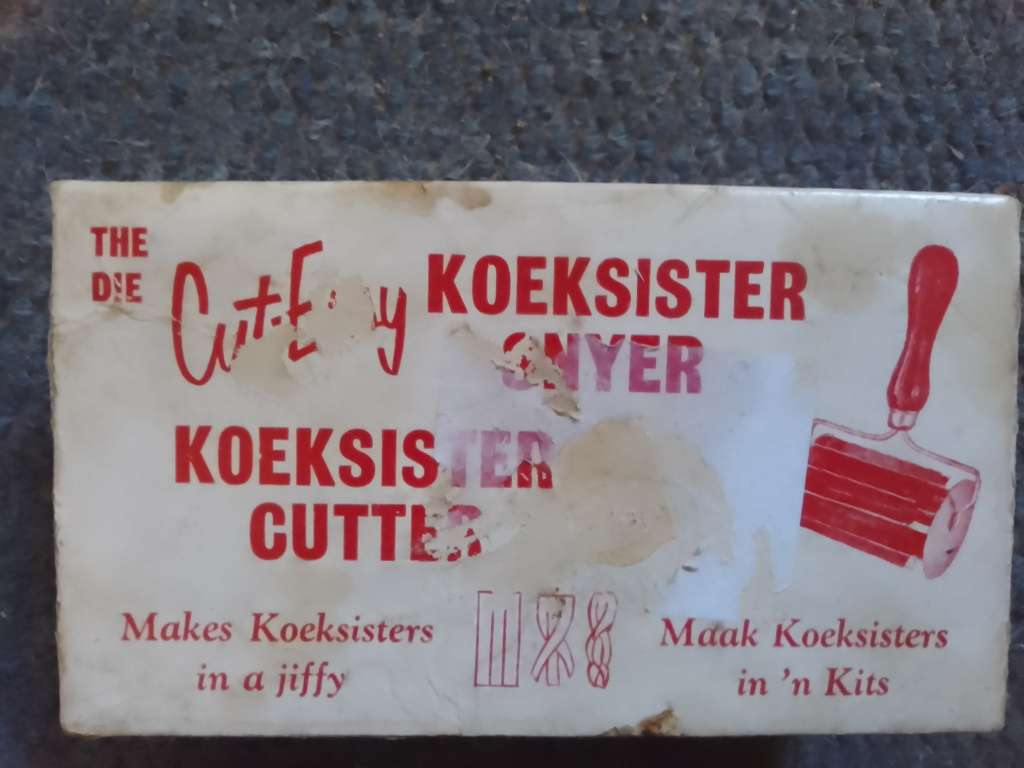 THE
DIE
KOEKSISTER
SNYER
KOEKSISTER
CUTTER
Makes Koeksisters
in a jiffy
Maak Koeksisters
in ’n Kits